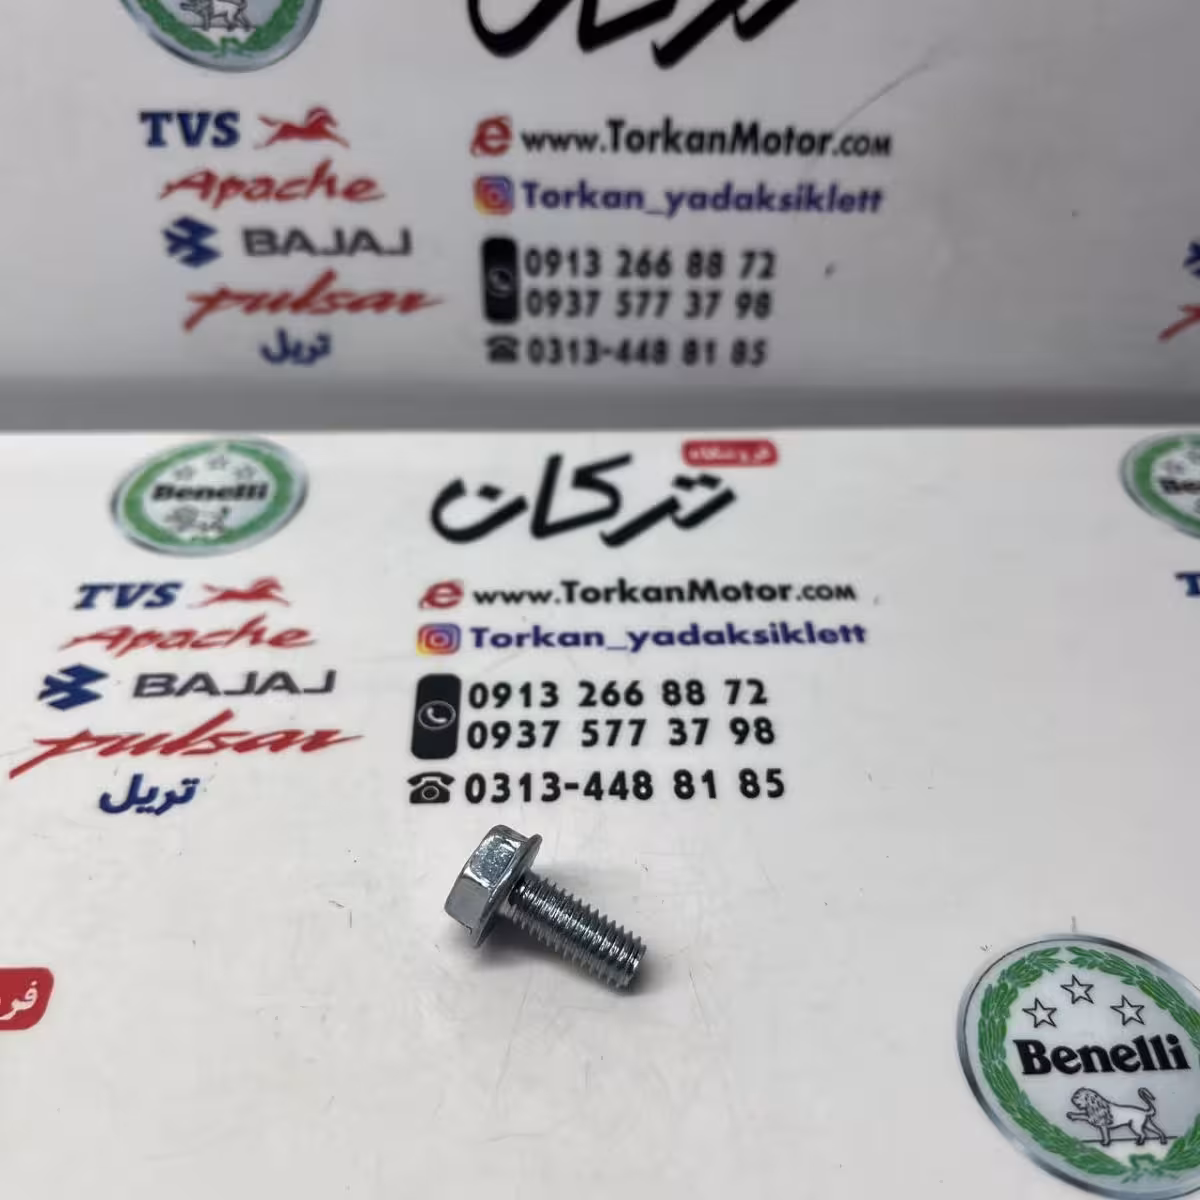 ترکان
TVS
Apache
BAJAJ
pulsar
تریل
www.TorkanMotor.com
Torkan_yadaksiklett
0913 266 88 72
0937 577 37 98
0313-448 81 85
Benelli
فروشگاه
ترکان
TVS
Apache
BAJAJ
pulsar
تریل
www.TorkanMotor.com
Torkan_yadaksiklett
0913 266 88 72
0937 577 37 98
0313-448 81 85
Benelli